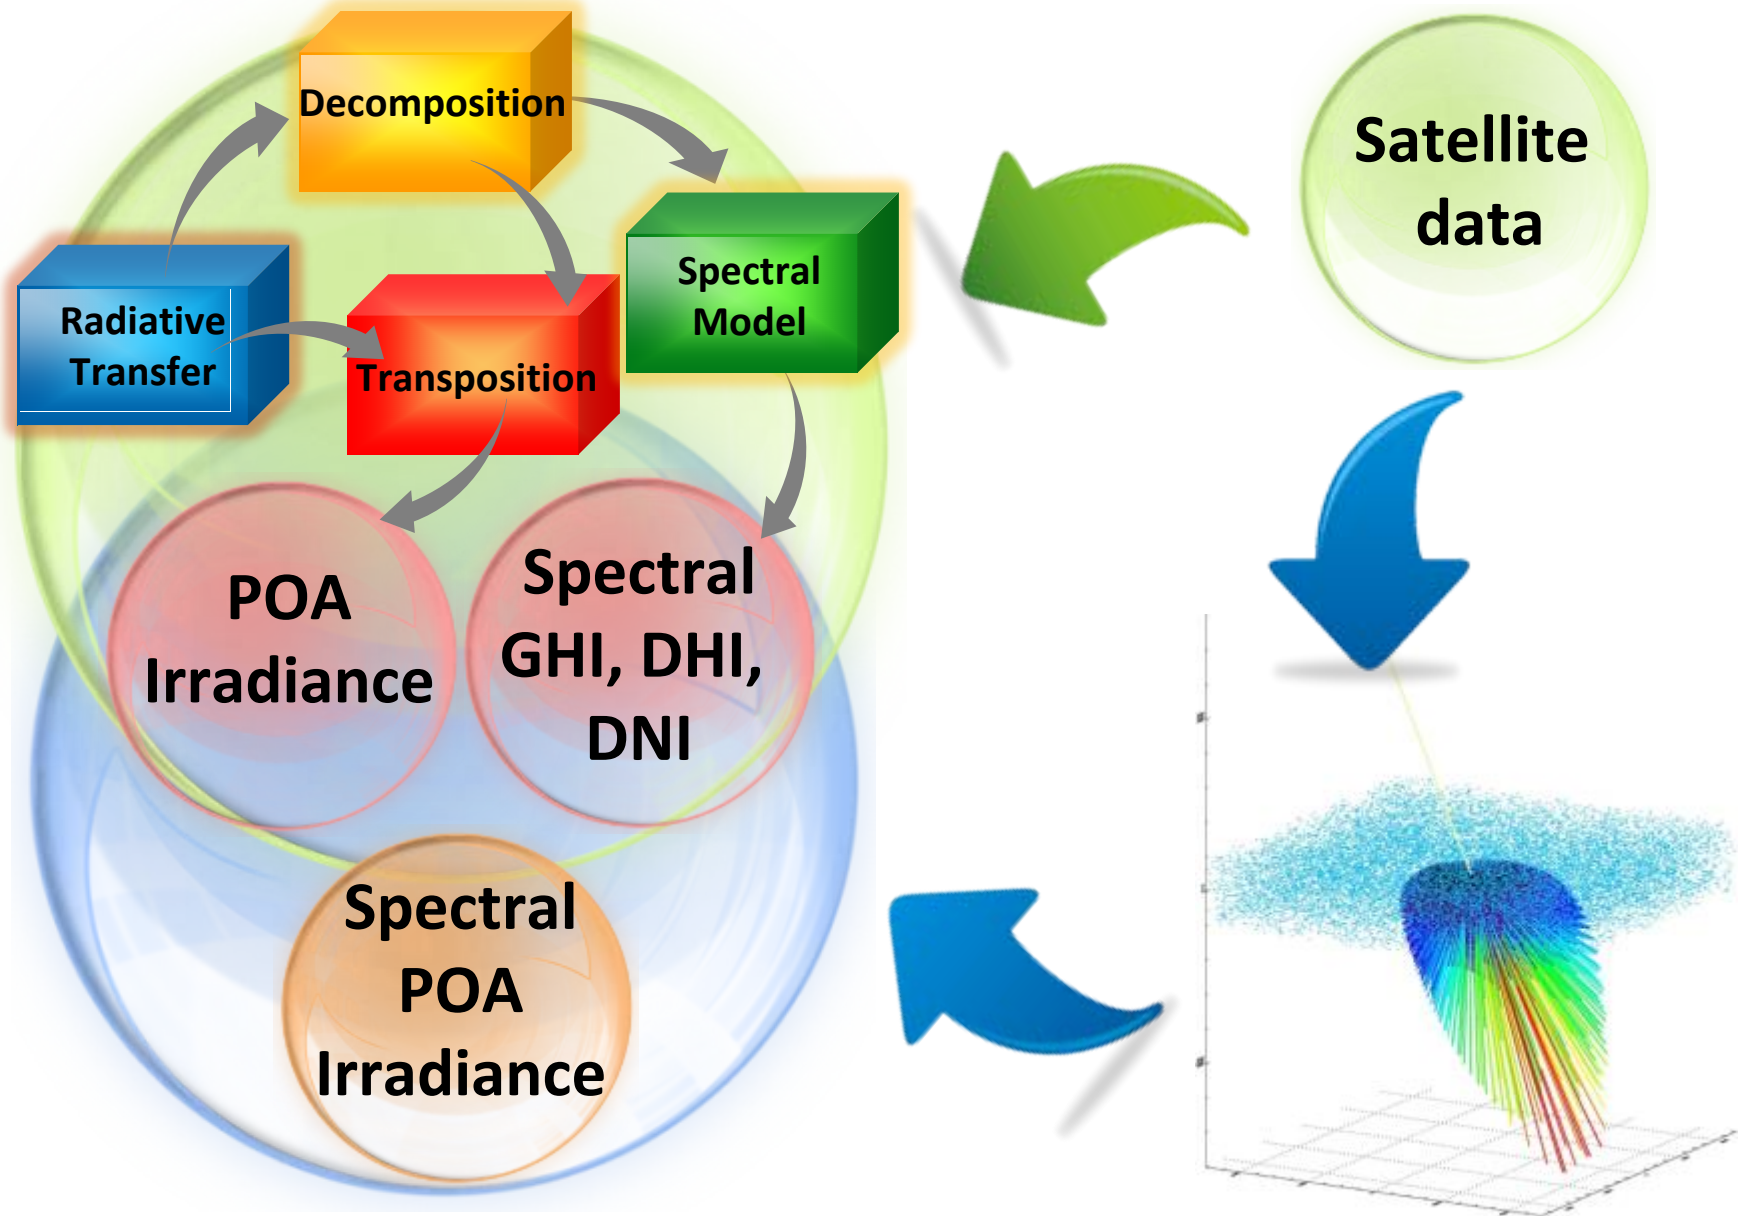 Decomposition
Satellite
data
Spectral
Model
Radiative
Transfer
Transposition
POA
Irradiance
Spectral
GHI, DHI,
DNI
Spectral
POA
Irradiance